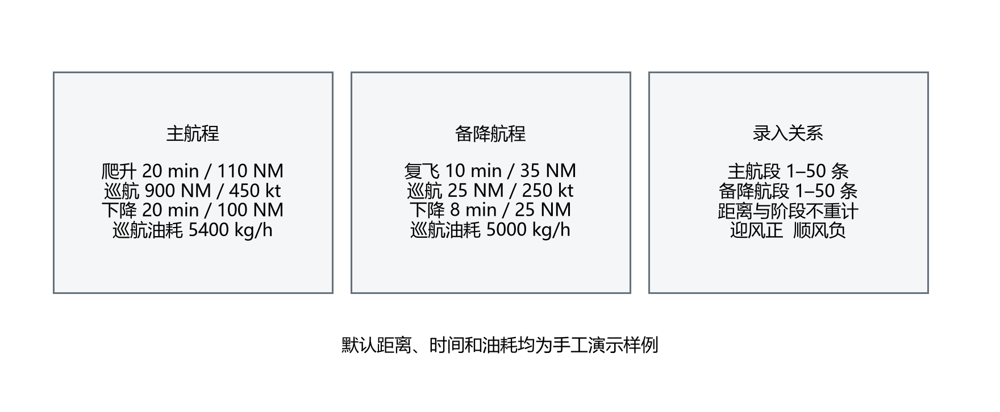 主航程
爬升 20 min / 110 NM
巡航 900 NM / 450 kt
下降 20 min / 100 NM
巡航油耗 5400 kg/h
备降航程
复飞 10 min / 35 NM
巡航 25 NM / 250 kt
下降 8 min / 25 NM
巡航油耗 5000 kg/h
录入关系
主航段 1–50 条
备降航段 1–50 条
距离与阶段不重计
迎风正 顺风负
默认距离、时间和油耗均为手工演示样例